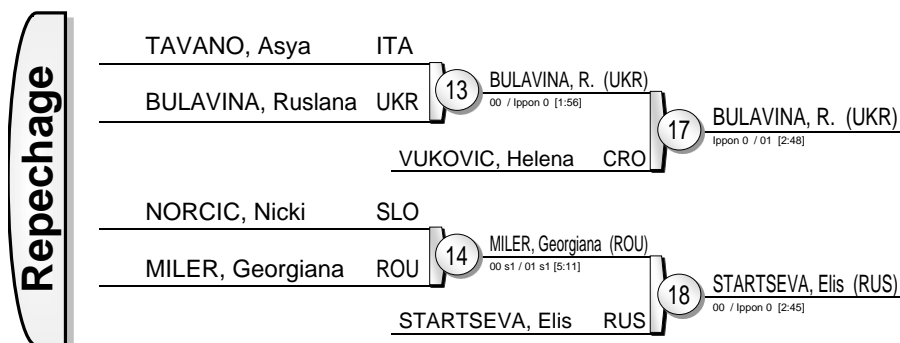 Repechage
TAVANO, Asya ITA
BULAVINA, Ruslana UKR
13
BULAVINA, R. (UKR)
00 / Ippon 0 [1:56]
VUKOVIC, Helena CRO
17
BULAVINA, R. (UKR)
Ippon 0 / 01 [2:48]
NORCIC, Nicki SLO
MILER, Georgiana ROU
14
MILER, Georgiana (ROU)
00 s1 / 01 s1 [5:11]
STARTSEVA, Elis RUS
18
STARTSEVA, Elis (RUS)
00 / Ippon 0 [2:45]